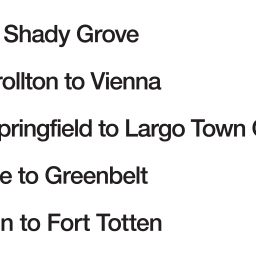 Shady Grove
rollton to Vienna
pringfield to Largo Town C
e to Greenbelt
n to Fort Totten